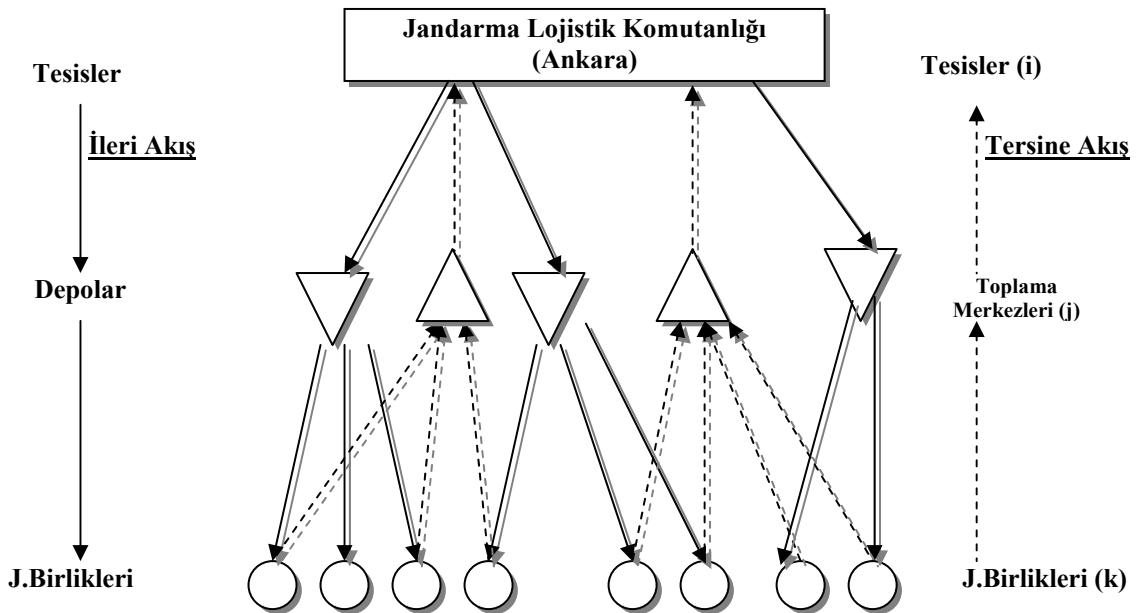 Jandarma Lojistik Komutanlığı
(Ankara)
Tesisler
Tesisler (i)
İleri Akış
Tersine Akış
Depolar
Toplama
Merkezleri (j)
J.Birlikleri
J.Birlikleri (k)